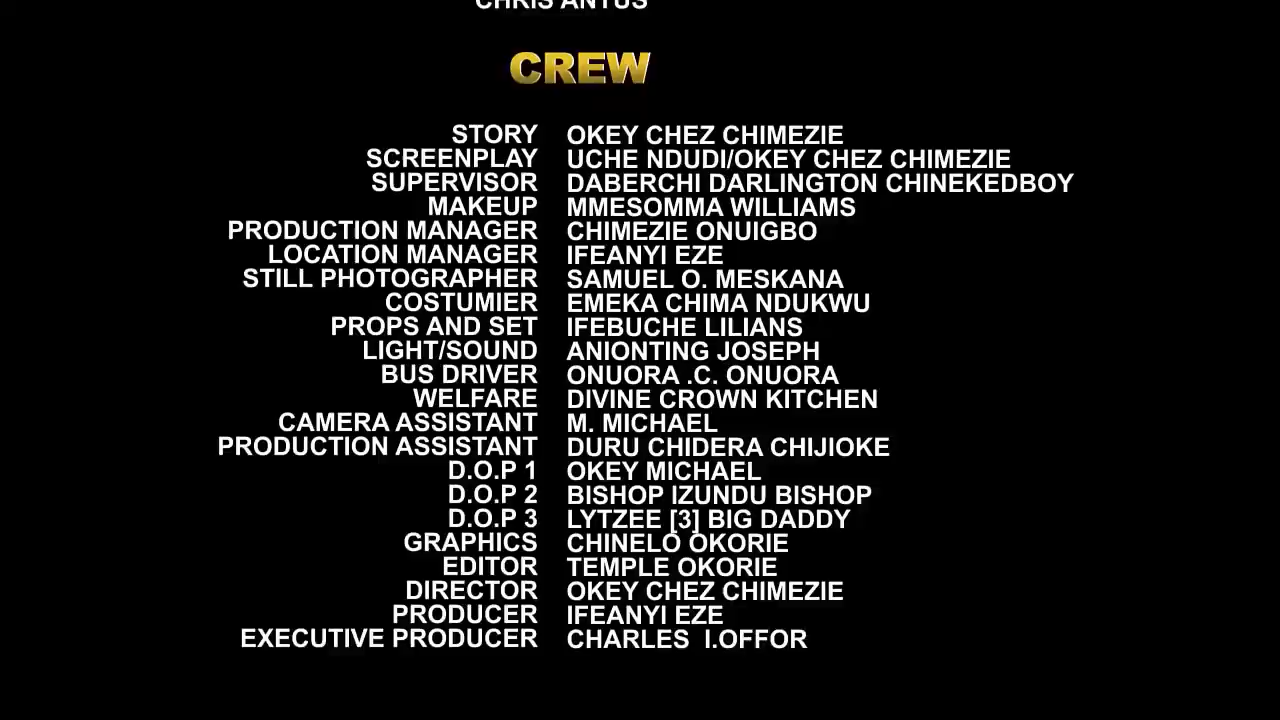 CHRIS ANTUS
CREW
STORY OKEY CHEZ CHIMEZIE
SCREENPLAY UCHE NDUDI/OKEY CHEZ CHIMEZIE
SUPERVISOR DABERCHI DARLINGTON CHINEKEDBOY
MAKEUP MMESOMMA WILLIAMS
PRODUCTION MANAGER CHIMEZIE ONUIGBO
LOCATION MANAGER IFEANYI EZE
STILL PHOTOGRAPHER SAMUEL O. MESKANA
COSTUMIER EMEKA CHIMA NDUKWU
PROPS AND SET IFEBUCHE LILIANS
LIGHT/SOUND ANIONTING JOSEPH
BUS DRIVER ONUORA .C. ONUORA
WELFARE DIVINE CROWN KITCHEN
CAMERA ASSISTANT M. MICHAEL
PRODUCTION ASSISTANT DURU CHIDERA CHIJIOKE
D.O.P 1 OKEY MICHAEL
D.O.P 2 BISHOP IZUNDU BISHOP
D.O.P 3 LYTZEE [3] BIG DADDY
GRAPHICS CHINELO OKORIE
EDITOR TEMPLE OKORIE
DIRECTOR OKEY CHEZ CHIMEZIE
PRODUCER IFEANYI EZE
EXECUTIVE PRODUCER CHARLES I.OFFOR